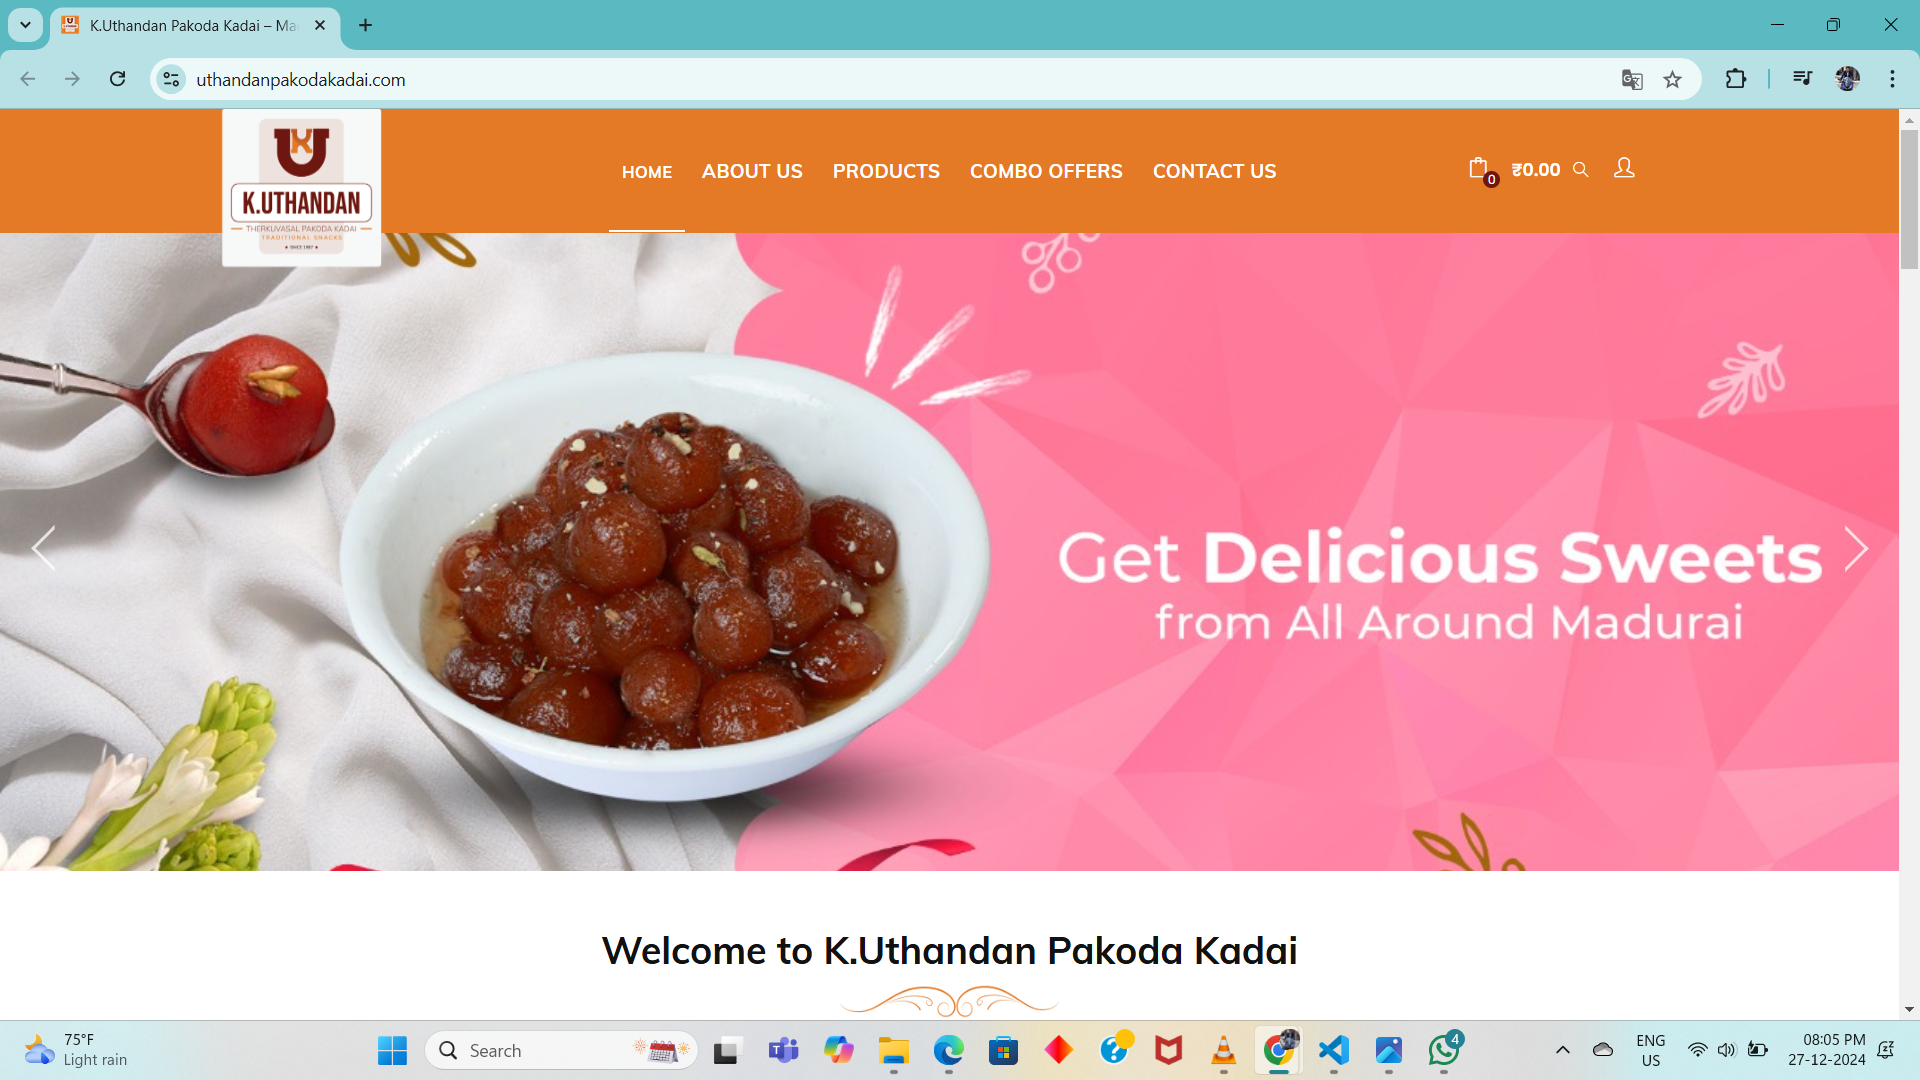 K.Uthandan Pakoda Kadai – Ma
uthandanpakodakadai.com
UK
K.UTHANDAN
THERKUVASAL PAKODA KADAI
TRADITIONAL SNACKS
SINCE 1987
HOME
ABOUT US
PRODUCTS
COMBO OFFERS
CONTACT US
0
₹0.00
Get Delicious Sweets
from All Around Madurai
Welcome to K.Uthandan Pakoda Kadai
75°F
Light rain
Search
4
ENG
US
08:05 PM
27-12-2024